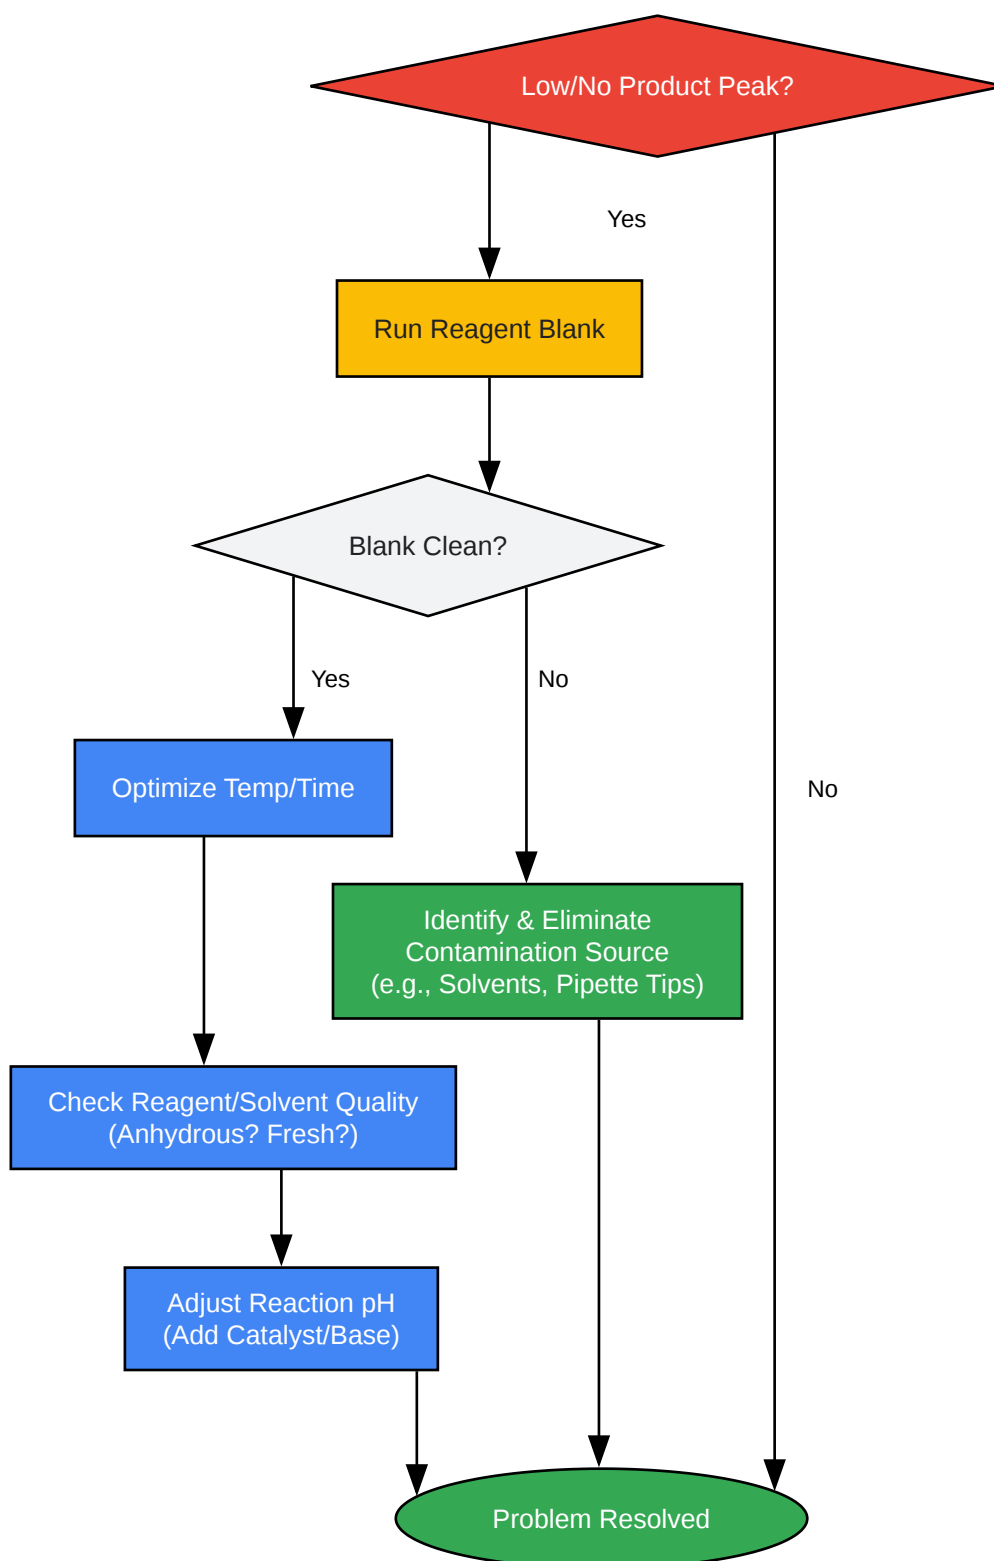 Low/No Product Peak?
Yes
Run Reagent Blank
Blank Clean?
Yes
No
Optimize Temp/Time
No
Identify & Eliminate
Contamination Source
(e.g., Solvents, Pipette Tips)
Check Reagent/Solvent Quality
(Anhydrous? Fresh?)
Adjust Reaction pH
(Add Catalyst/Base)
Problem Resolved